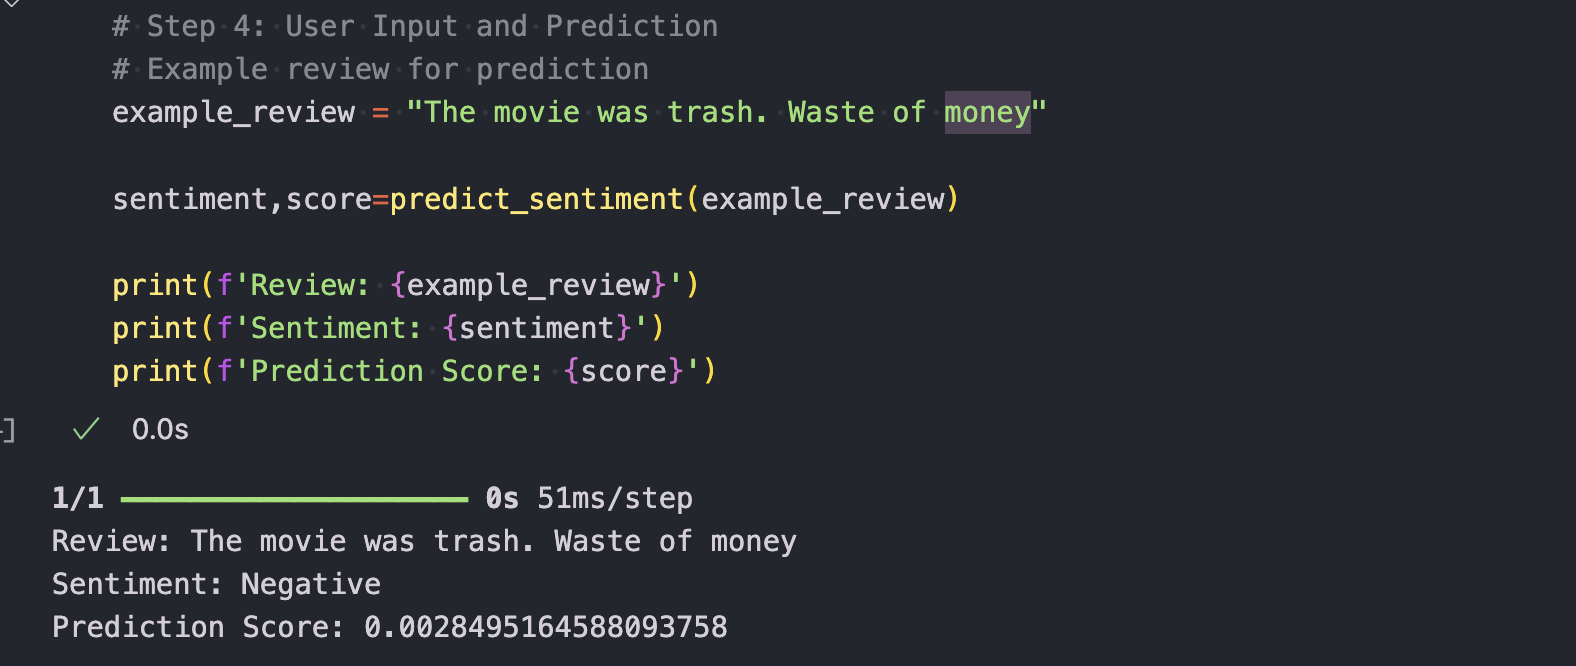 # Step 4: User Input and Prediction
# Example review for prediction
example_review = "The movie was trash. Waste of money"
sentiment,score=predict_sentiment(example_review)
print(f'Review: {example_review}')
print(f'Sentiment: {sentiment}')
print(f'Prediction Score: {score}')
] 0.0s
1/1 0s 51ms/step
Review: The movie was trash. Waste of money
Sentiment: Negative
Prediction Score: 0.0028495164588093758